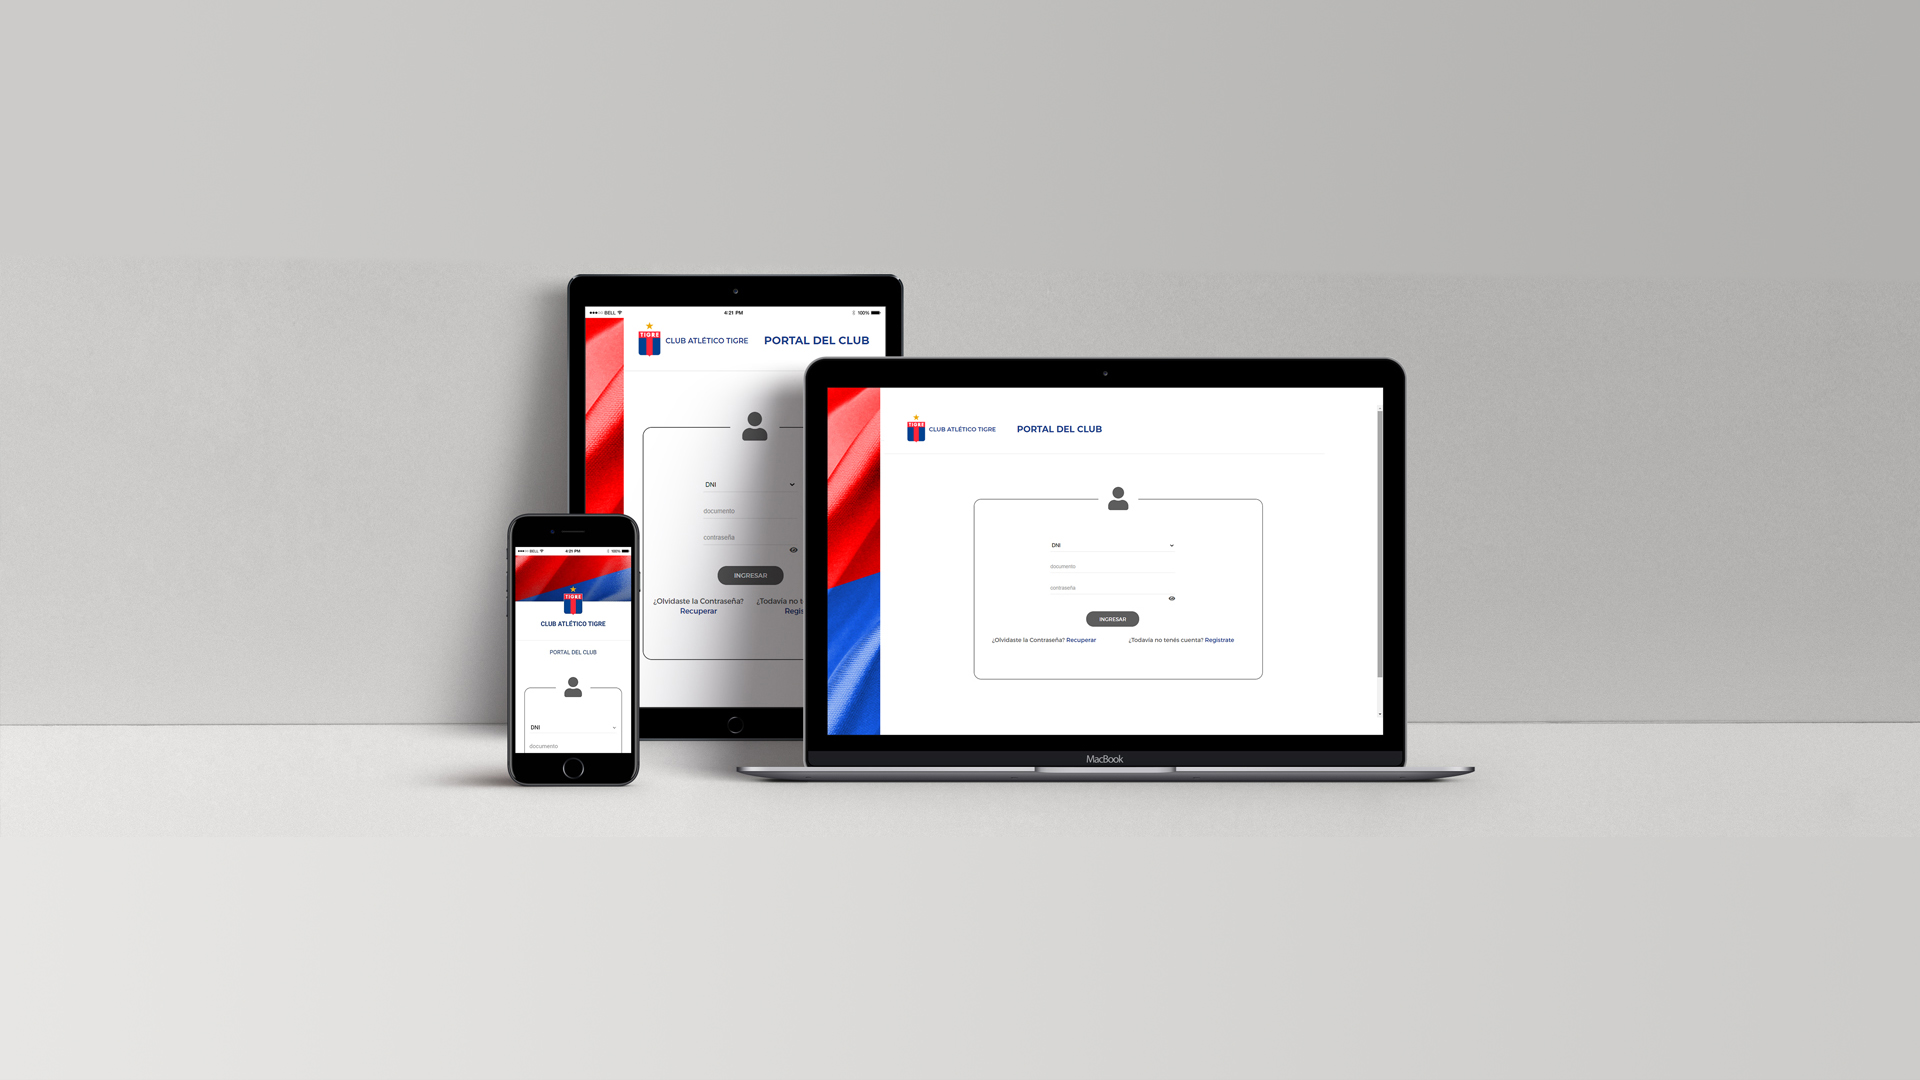 BELL
4:21 PM
100%
TIGRE
CLUB ATLÉTICO TIGRE
PORTAL DEL CLUB
DNI
documento
contraseña
INGRESAR
¿Olvidaste la Contraseña?
Recuperar
¿Todavía no
BELL
4:21 PM
100%
TIGRE
CLUB ATLÉTICO TIGRE
PORTAL DEL CLUB
DNI
documento
TIGRE
CLUB ATLÉTICO TIGRE
PORTAL DEL CLUB
DNI
documento
contraseña
INGRESAR
¿Olvidaste la Contraseña? Recuperar
¿Todavía no tenés cuenta? Registrate
MacBook